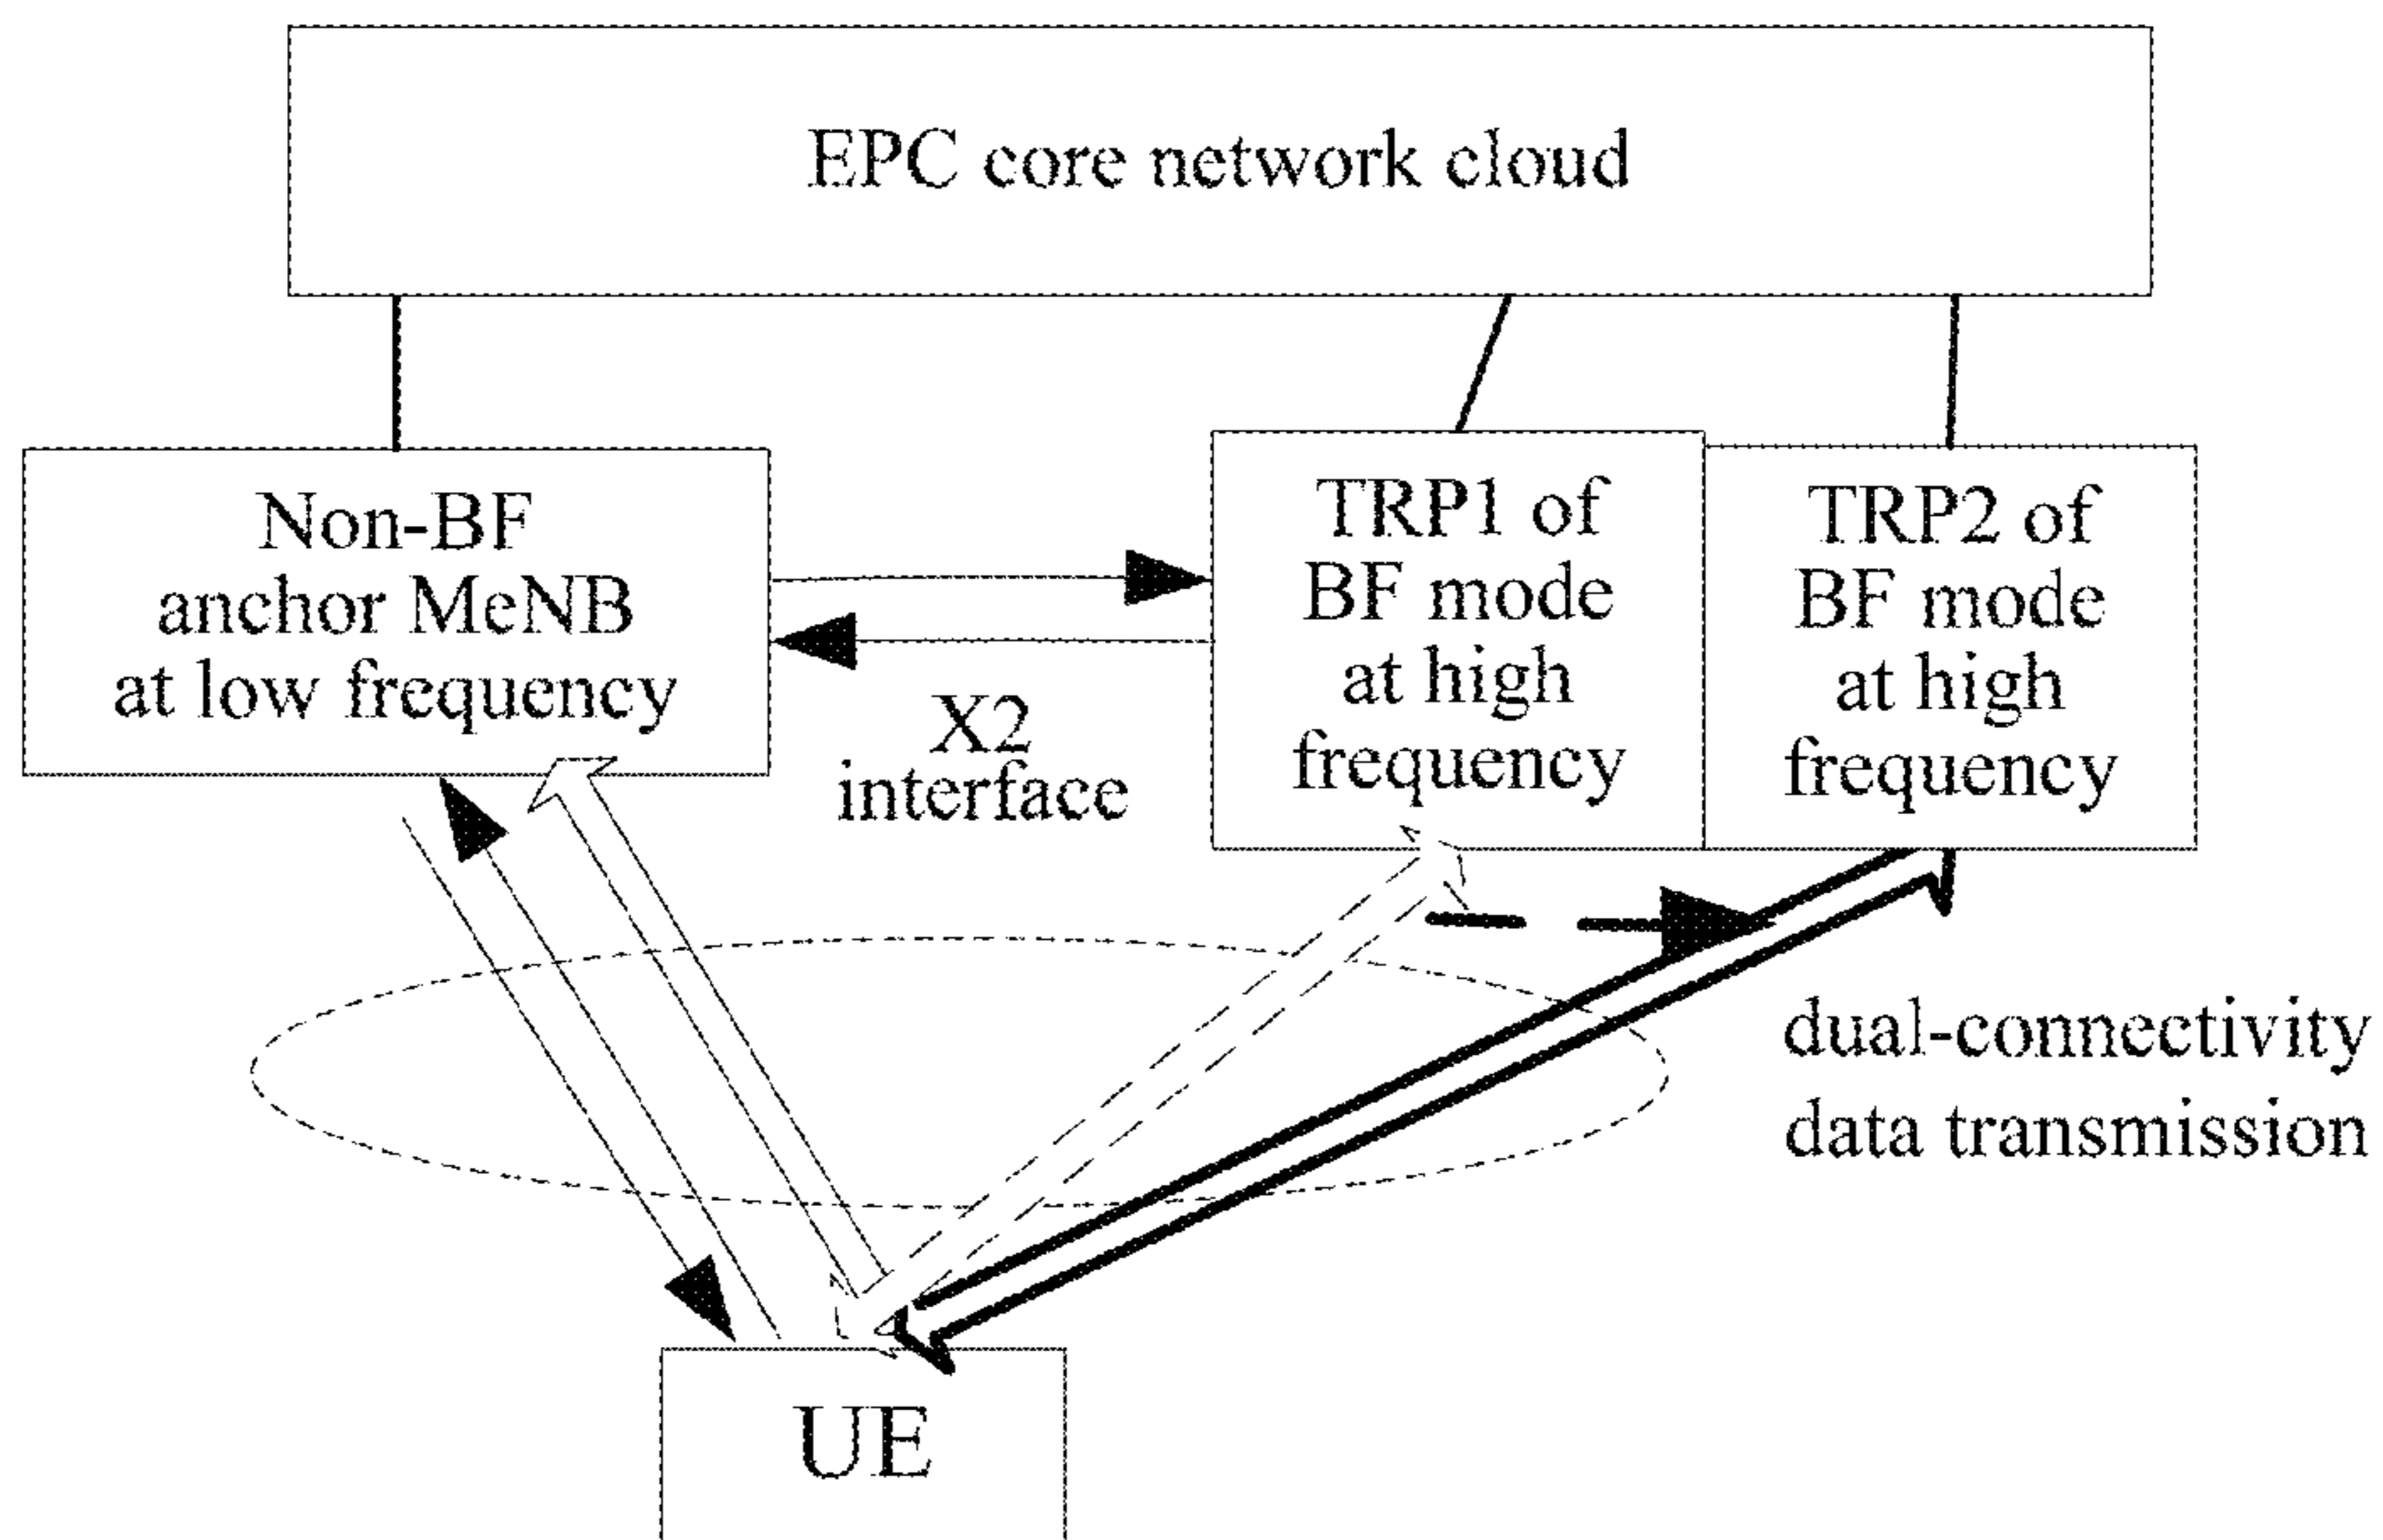 EPC core network cloud
Non-BF
anchor MeNB
at low frequency
X2
interface
TRP1 of
BF mode
at high
frequency
TRP2 of
BF mode
at high
frequency
dual-connectivity
data transmission
UE